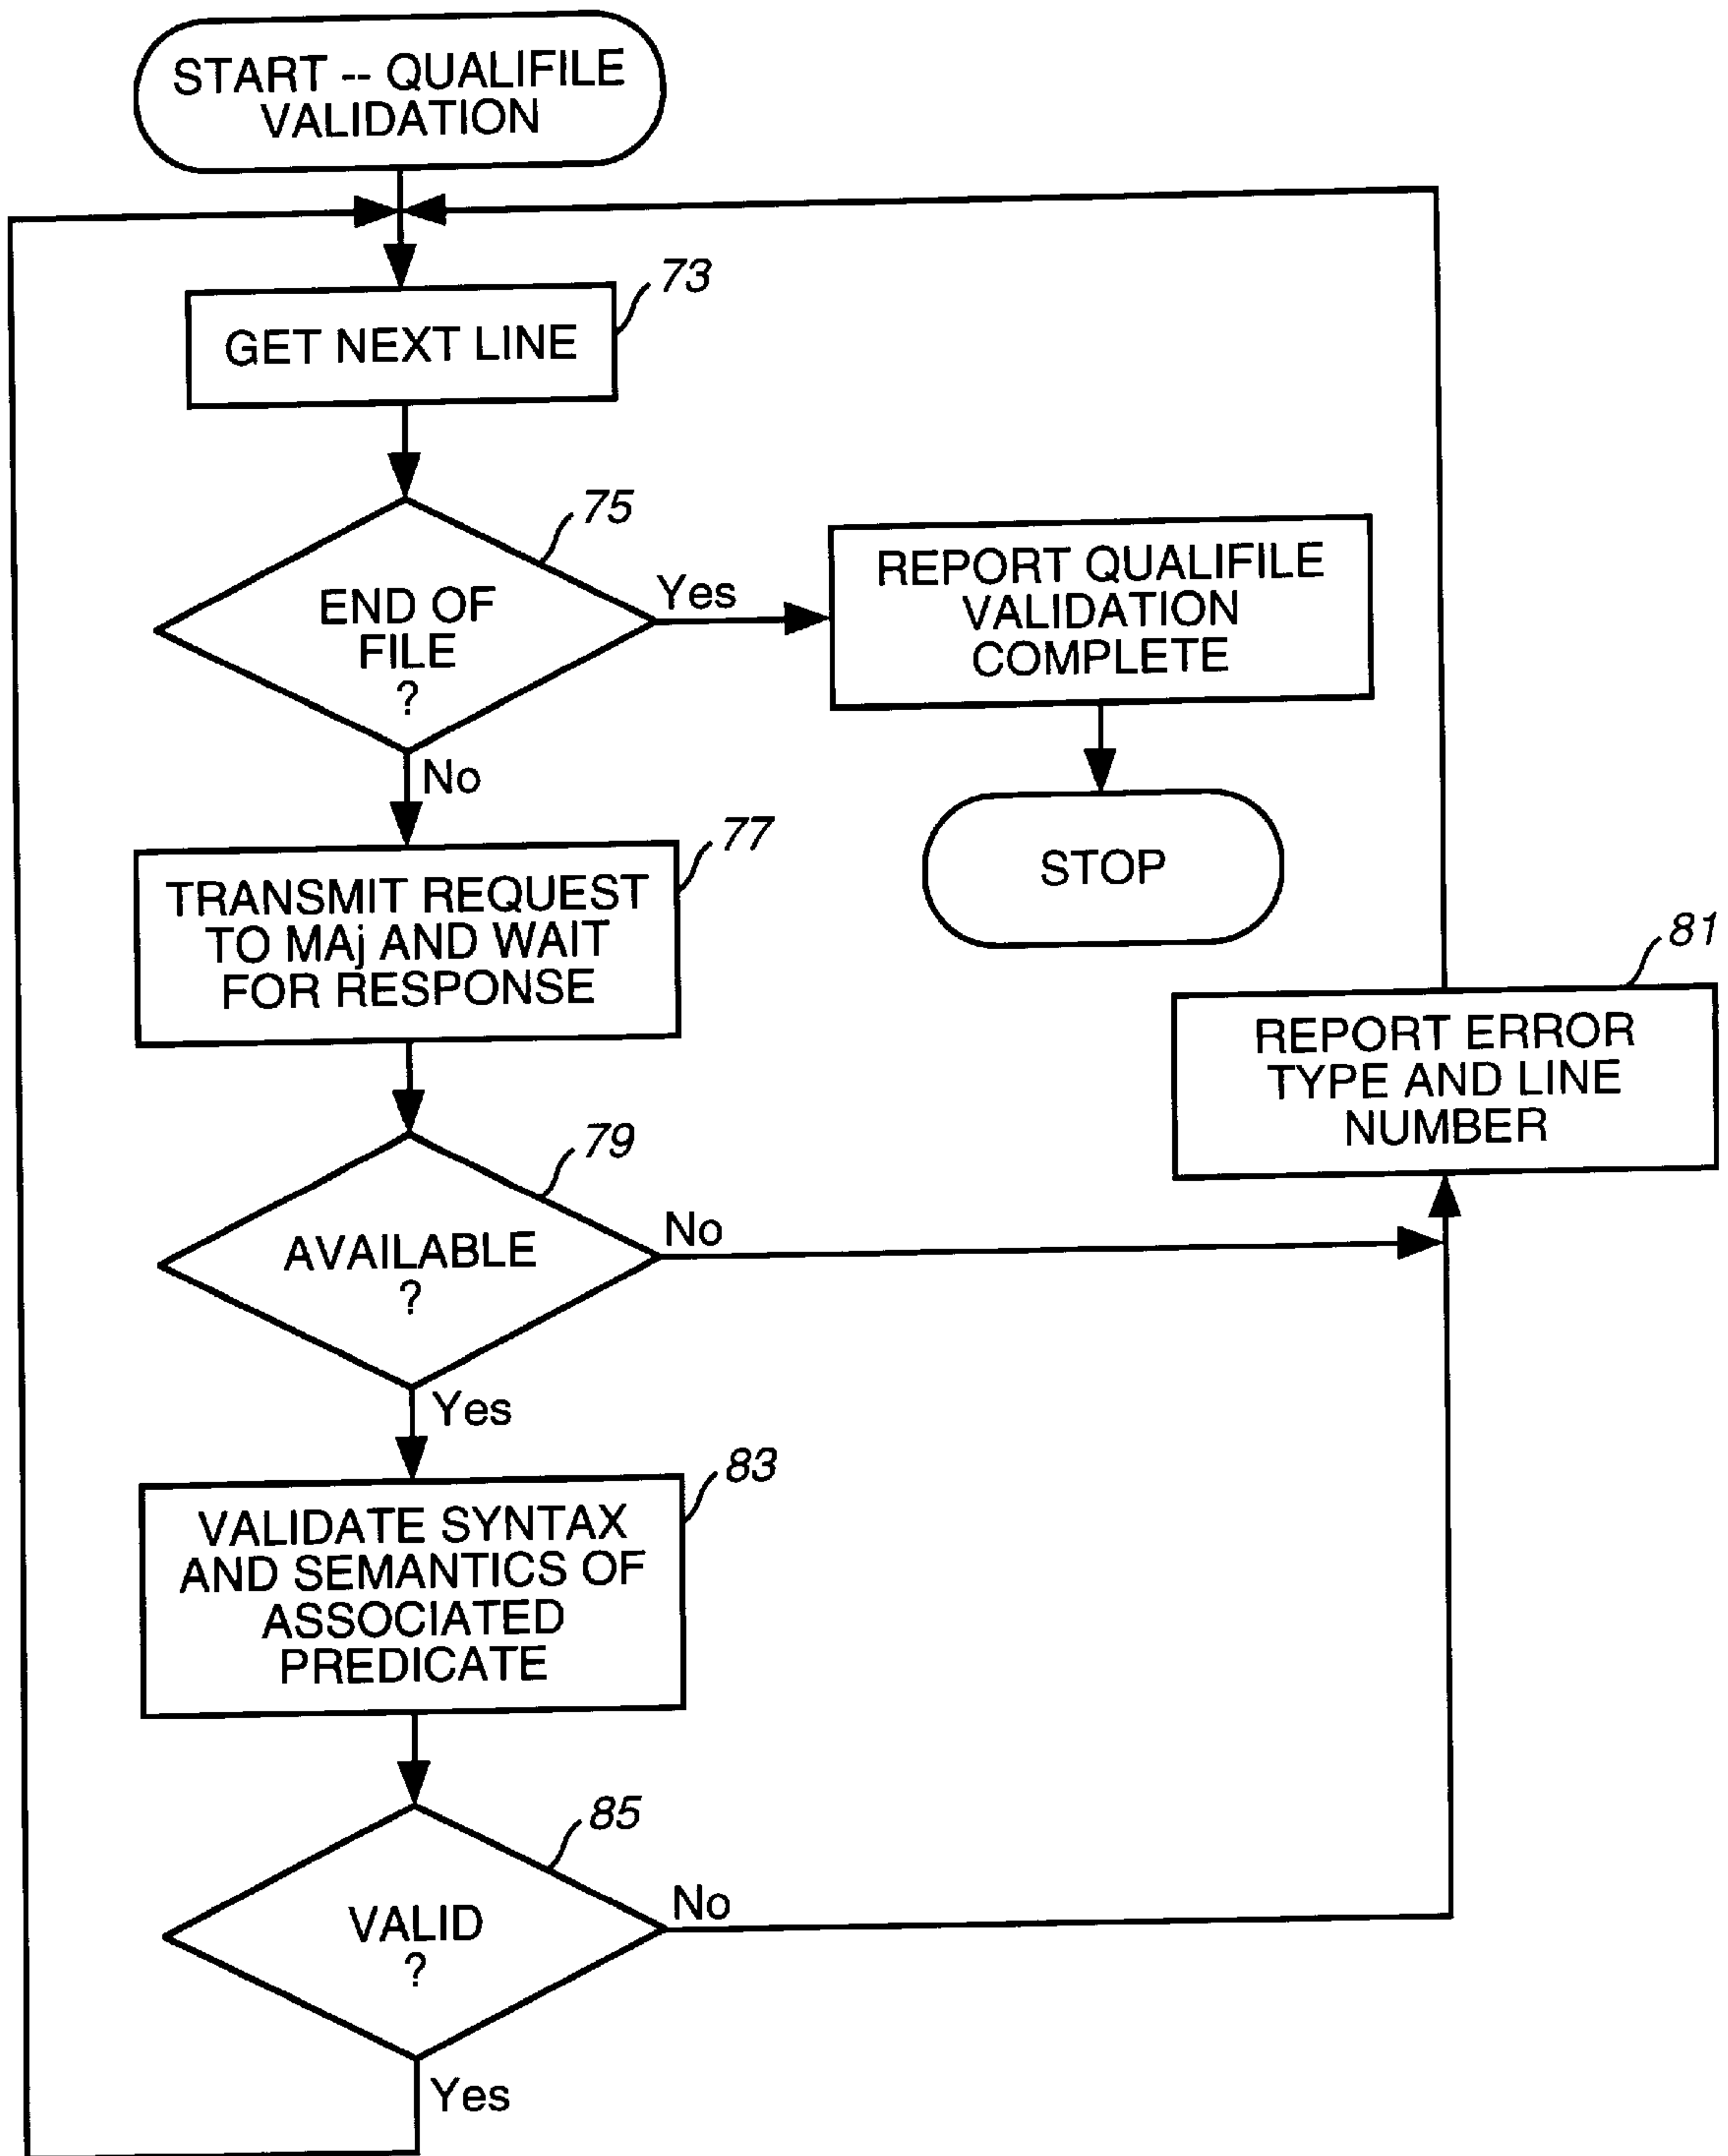 START -- QUALIFILE
VALIDATION
73
GET NEXT LINE
75
END OF
FILE
?
Yes
REPORT QUALIFILE
VALIDATION
COMPLETE
No
STOP
77
TRANSMIT REQUEST
TO MAj AND WAIT
FOR RESPONSE
81
REPORT ERROR
TYPE AND LINE
NUMBER
79
AVAILABLE
?
No
Yes
83
VALIDATE SYNTAX
AND SEMANTICS OF
ASSOCIATED
PREDICATE
85
VALID
?
No
Yes